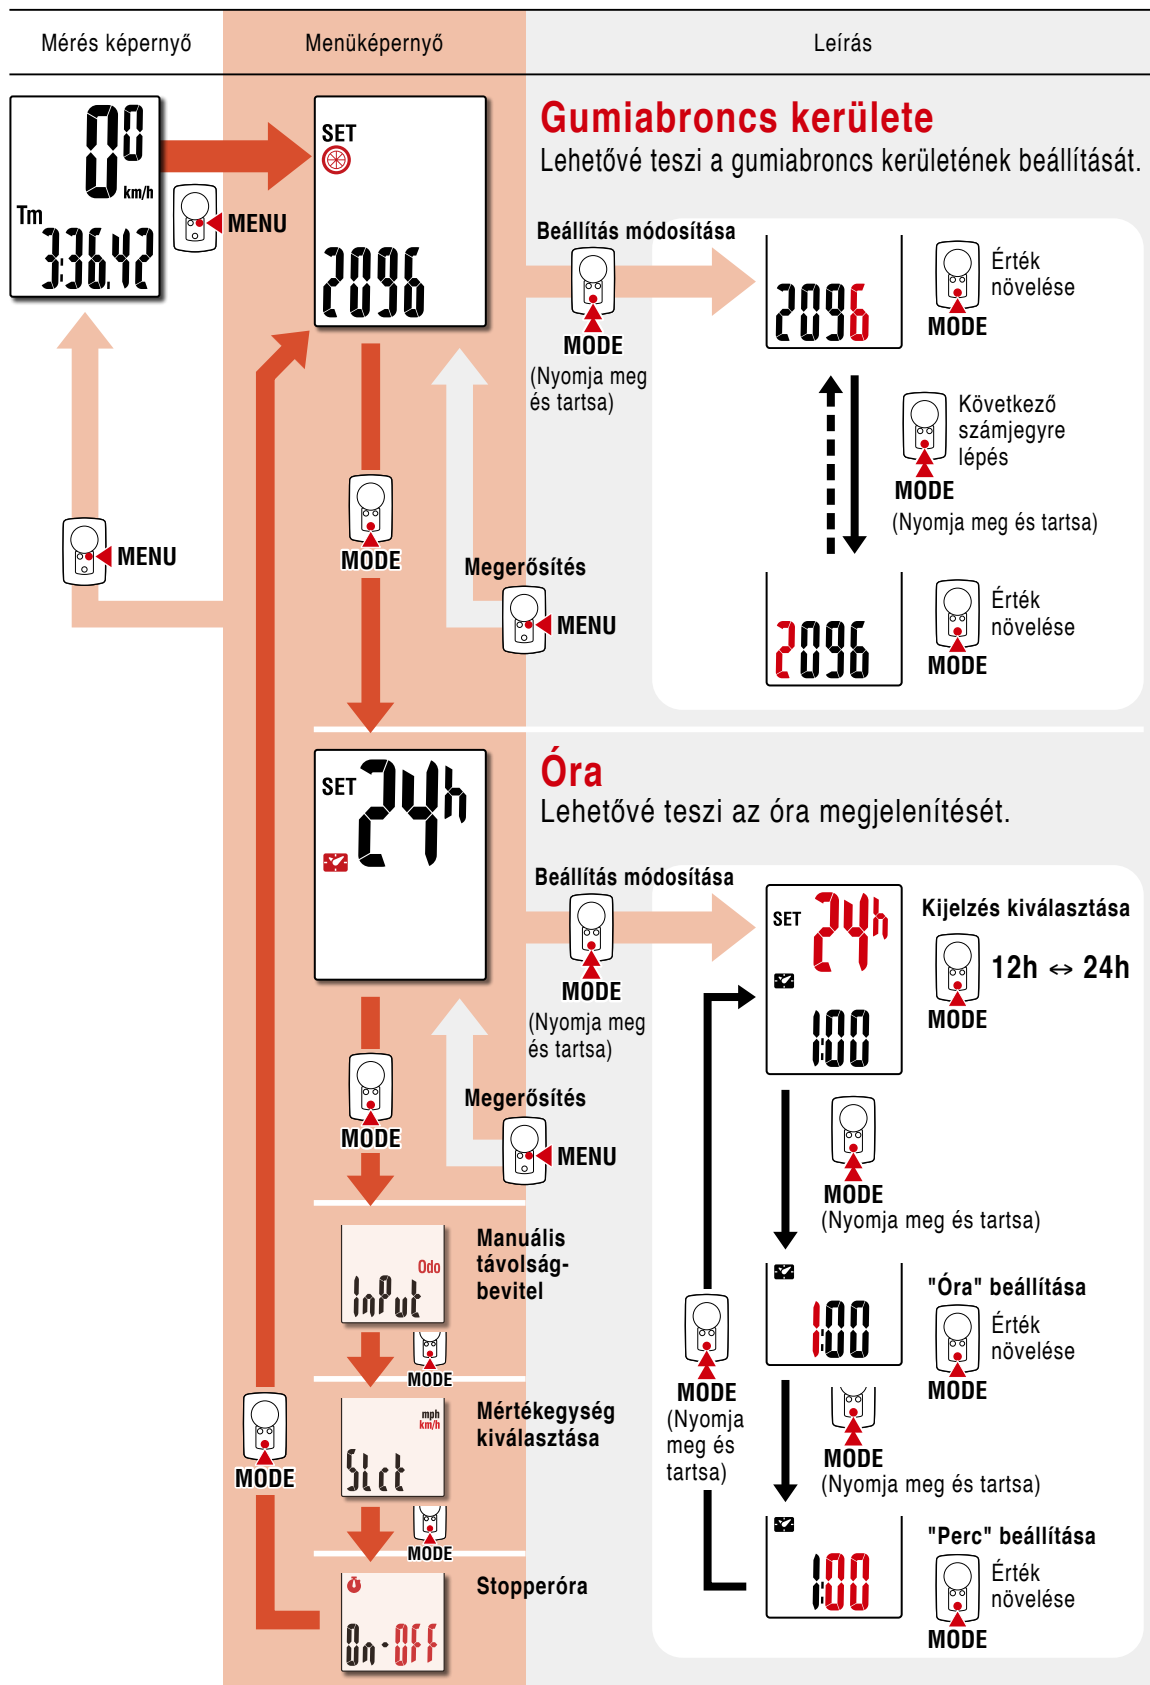 Mérés képernyő
Menüképernyő
Leírás
0 0
km/h
Tm
3:36.42
MENU
SET
2096
Gumiabroncs kerülete
Lehetővé teszi a gumiabroncs kerületének beállítását.
Beállítás módosítása
MODE
(Nyomja meg
és tartsa)
2096
Érték
növelése
MODE
Következő
számjegyre
lépés
MODE
(Nyomja meg és tartsa)
2096
Érték
növelése
MODE
MODE
Megerősítés
MENU
MENU
SET
24h
Óra
Lehetővé teszi az óra megjelenítését.
Beállítás módosítása
MODE
(Nyomja meg
és tartsa)
SET
24h
1:00
Kijelzés kiválasztása
12h ↔ 24h
MODE
MODE
(Nyomja meg és tartsa)
1:00
"Óra" beállítása
Érték
növelése
MODE
MODE
(Nyomja meg és tartsa)
1:00
"Perc" beállítása
Érték
növelése
MODE
MODE
(Nyomja
meg és
tartsa)
MODE
Megerősítés
MENU
Odo
InPut
Manuális
távolság-
bevitel
MODE
mph
km/h
Slct
Mértékegység
kiválasztása
MODE
On-OFF
Stopperóra
MODE